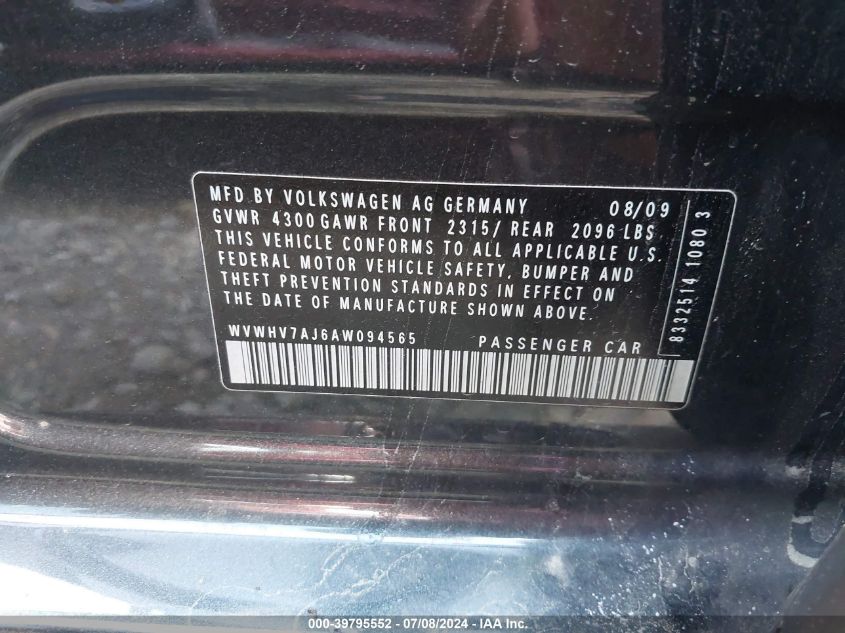 MFD BY VOLKSWAGEN AG GERMANY 08/09
GVWR 4300 GAWR FRONT 2315/ REAR 2096 LBS
THIS VEHICLE CONFORMS TO ALL APPLICABLE U.S.
FEDERAL MOTOR VEHICLE SAFETY, BUMPER AND
THEFT PREVENTION STANDARDS IN EFFECT ON
THE DATE OF MANUFACTURE SHOWN ABOVE.
WVWHV7AJ6AW094565 PASSENGER CAR
8332514 1080 3
000-39795552 - 07/08/2024 - US - TN